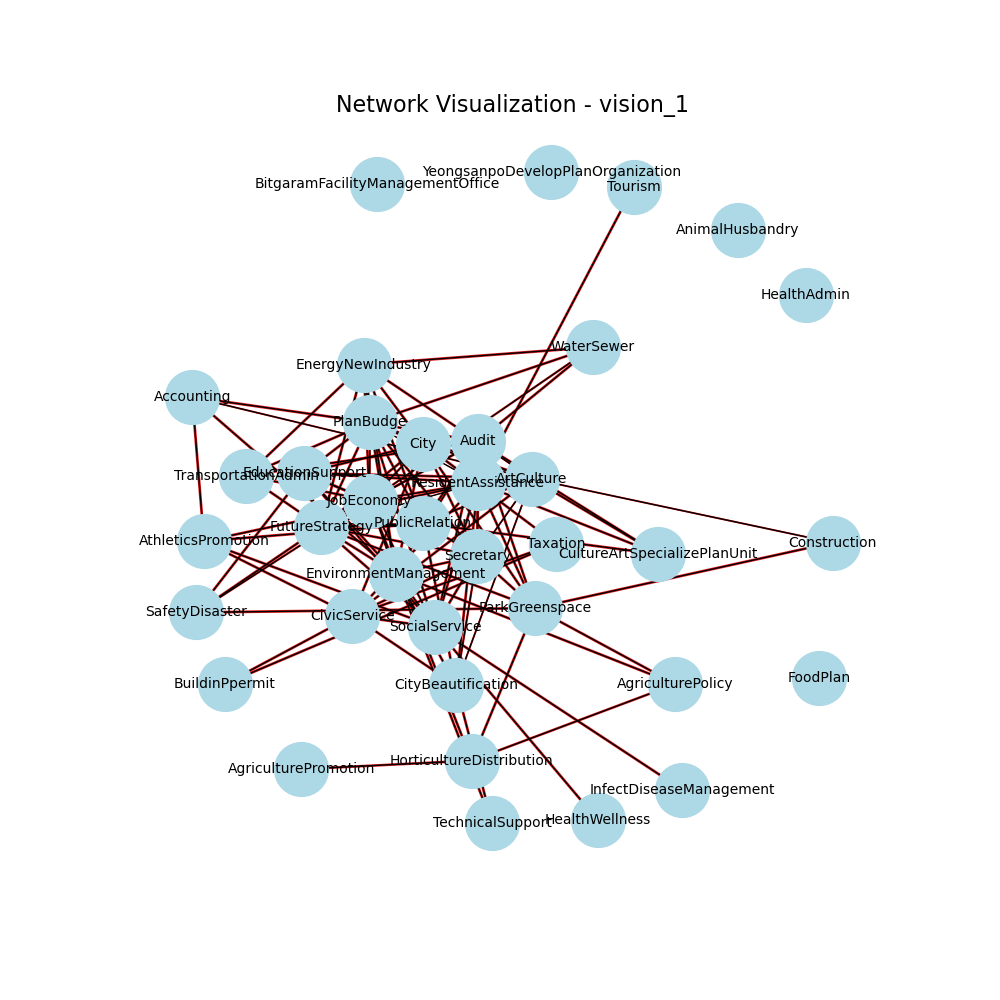 Network Visualization - vision_1
YeongsanpoDevelopPlanOrganization
BitgaramFacilityManagementOffice
Tourism
AnimalHusbandry
HealthAdmin
WaterSewer
EnergyNewIndustry
Accounting
PlanBudge
City
Audit
TransportationAdmin
EducationSupport
ResidentAssistance
ArtCulture
JobEconomy
FutureStrategy
PublicRelation
AthleticsPromotion
Secretary
Taxation
CultureArtSpecializePlanUnit
Construction
EnvironmentManagement
SafetyDisaster
CivicService
SocialService
ParkGreenspace
BuildinPpermit
CityBeautification
AgriculturePolicy
FoodPlan
AgriculturePromotion
HorticultureDistribution
InfectDiseaseManagement
TechnicalSupport
HealthWellness